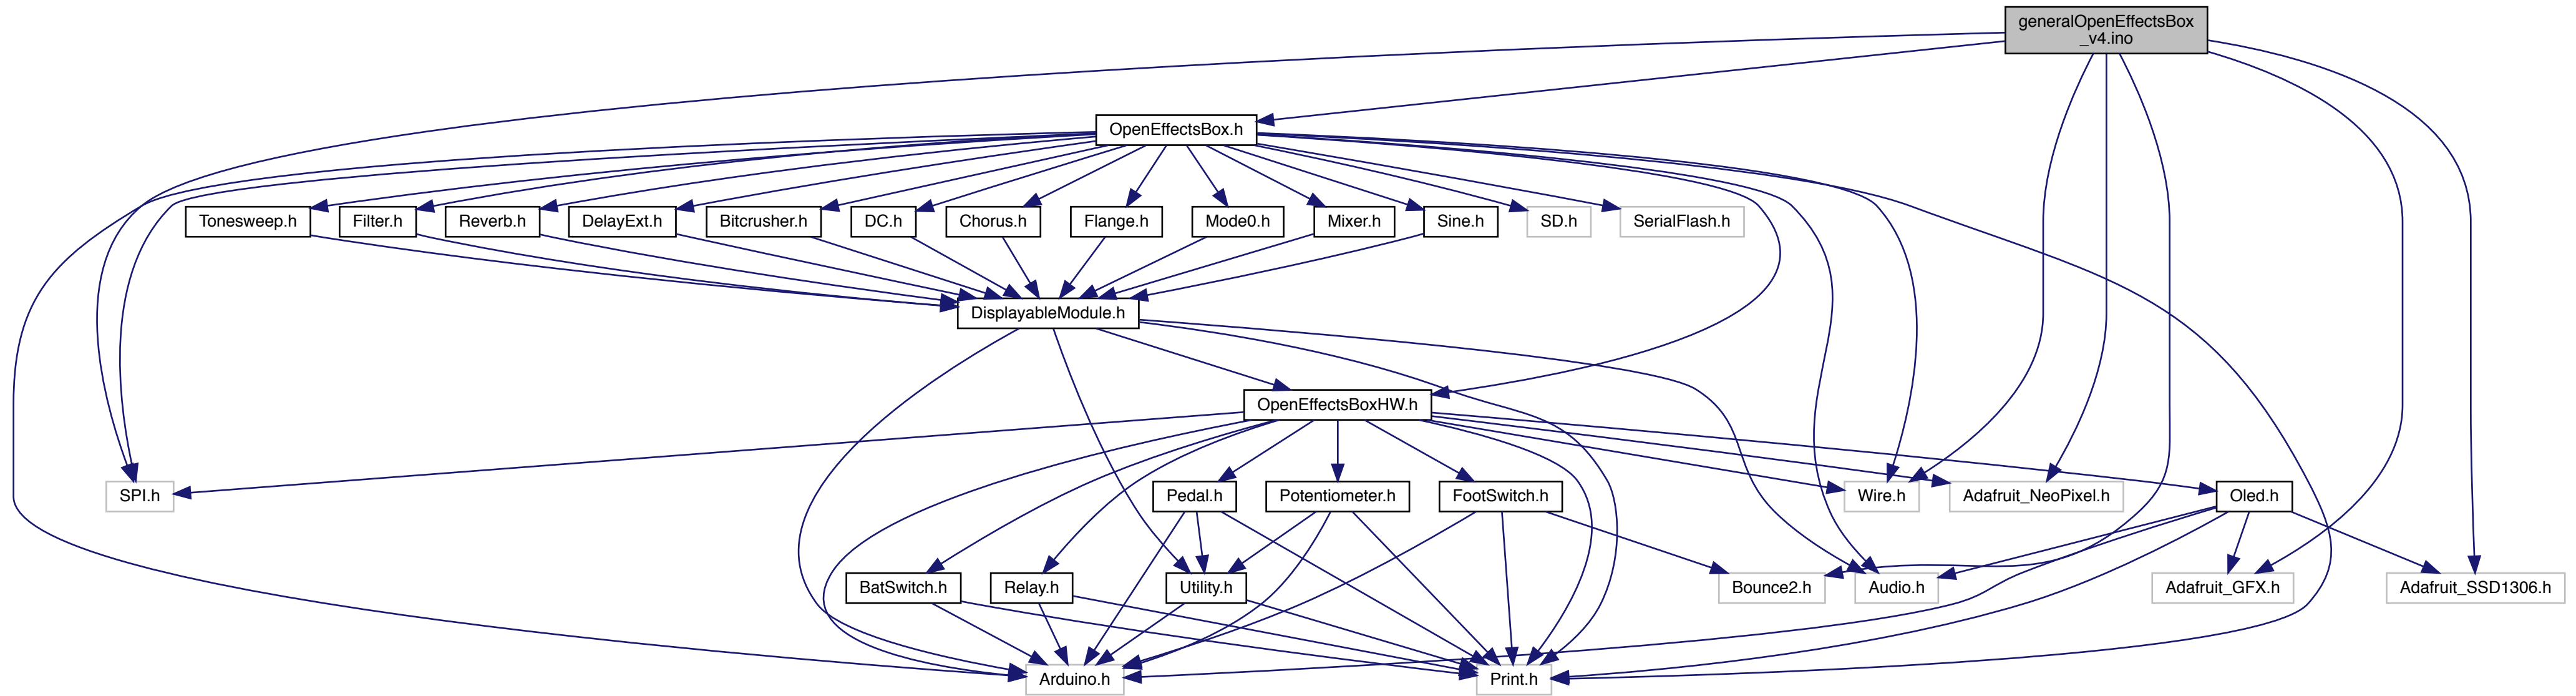 generalOpenEffectsBox
_v4.ino
OpenEffectsBox.h
Tonesweep.h
Filter.h
Reverb.h
DelayExt.h
Bitcrusher.h
DC.h
Chorus.h
Flange.h
Mode0.h
Mixer.h
Sine.h
SD.h
SerialFlash.h
DisplayableModule.h
OpenEffectsBoxHW.h
SPI.h
Pedal.h
Potentiometer.h
FootSwitch.h
Wire.h
Adafruit_NeoPixel.h
Oled.h
BatSwitch.h
Relay.h
Utility.h
Bounce2.h
Audio.h
Adafruit_GFX.h
Adafruit_SSD1306.h
Arduino.h
Print.h